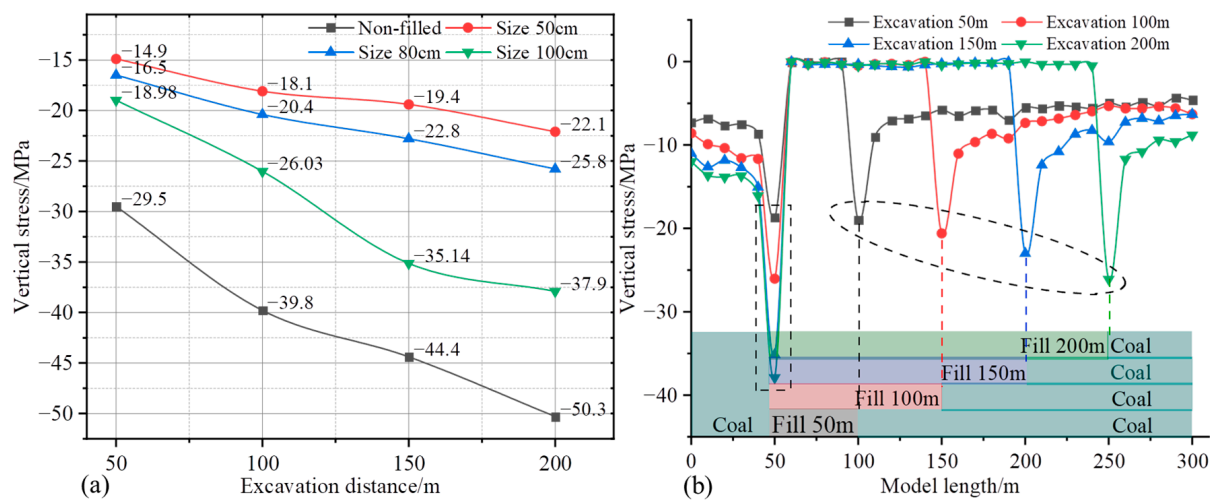 Non-filled Size 50cm
Size 80cm Size 100cm
Vertical stress/MPa
−15
−20
−25
−30
−35
−40
−45
−50
−14.9
−16.5
−18.98
−18.1
−20.4
−26.03
−19.4
−22.8
−35.14
−22.1
−25.8
−37.9
−29.5
−39.8
−44.4
−50.3
50 100 150 200
(a) Excavation distance/m
Excavation 50m Excavation 100m
Excavation 150m Excavation 200m
Vertical stress/MPa
0
−5
−10
−15
−20
−25
−30
−35
−40
Fill 200m Coal
Fill 150m Coal
Fill 100m Coal
Coal Fill 50m Coal
0 50 100 150 200 250 300
(b) Model length/m